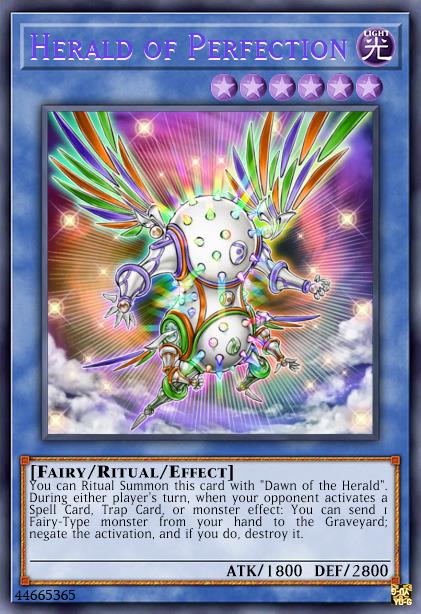 HERALD OF PERFECTION
LIGHT
光
[FAIRY/RITUAL/EFFECT]
You can Ritual Summon this card with "Dawn of the Herald".
During either player's turn, when your opponent activates a
Spell Card, Trap Card, or monster effect: You can send 1
Fairy-Type monster from your hand to the Graveyard;
negate the activation, and if you do, destroy it.
ATK/1800 DEF/2800
44665365